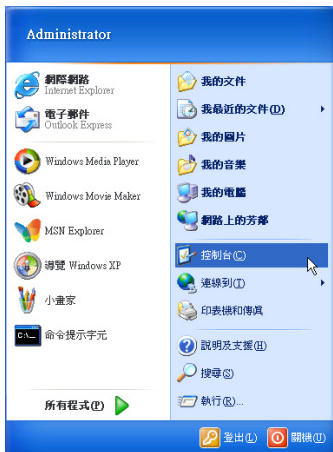 Administrator
網際網路
Internet Explorer
電子郵件
Outlook Express
Windows Media Player
Windows Movie Maker
MSN Explorer
導覽 Windows XP
小畫家
C:\_
命令提示字元
所有程式(P)
我的文件
我最近的文件(D)
我的圖片
我的音樂
我的電腦
網路上的芳鄰
控制台(C)
連線到(T)
印表機和傳真
說明及支援(H)
搜尋(S)
執行(R)...
登出(L)
關機(U)